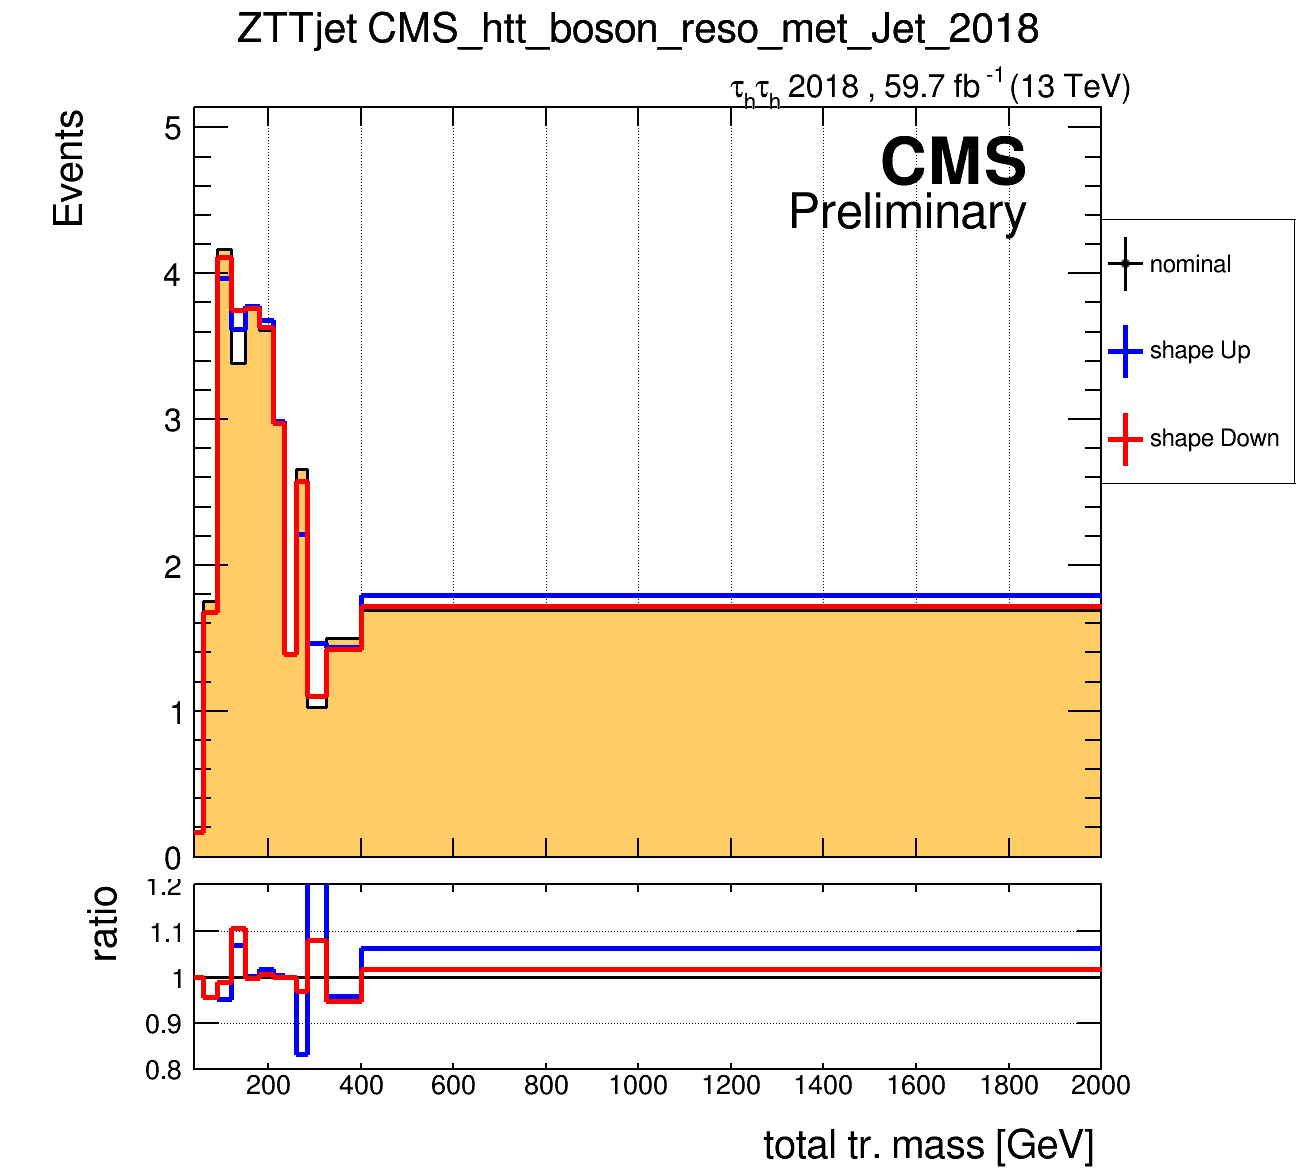 ZTTjet CMS_htt_boson_reso_met_Jet_2018
τhτh 2018 , 59.7 fb-1 (13 TeV)
Events
5
4
3
2
1
0
CMS
Preliminary
nominal
shape Up
shape Down
ratio
1.2
1.1
1
0.9
0.8
200 400 600 800 1000 1200 1400 1600 1800 2000
total tr. mass [GeV]